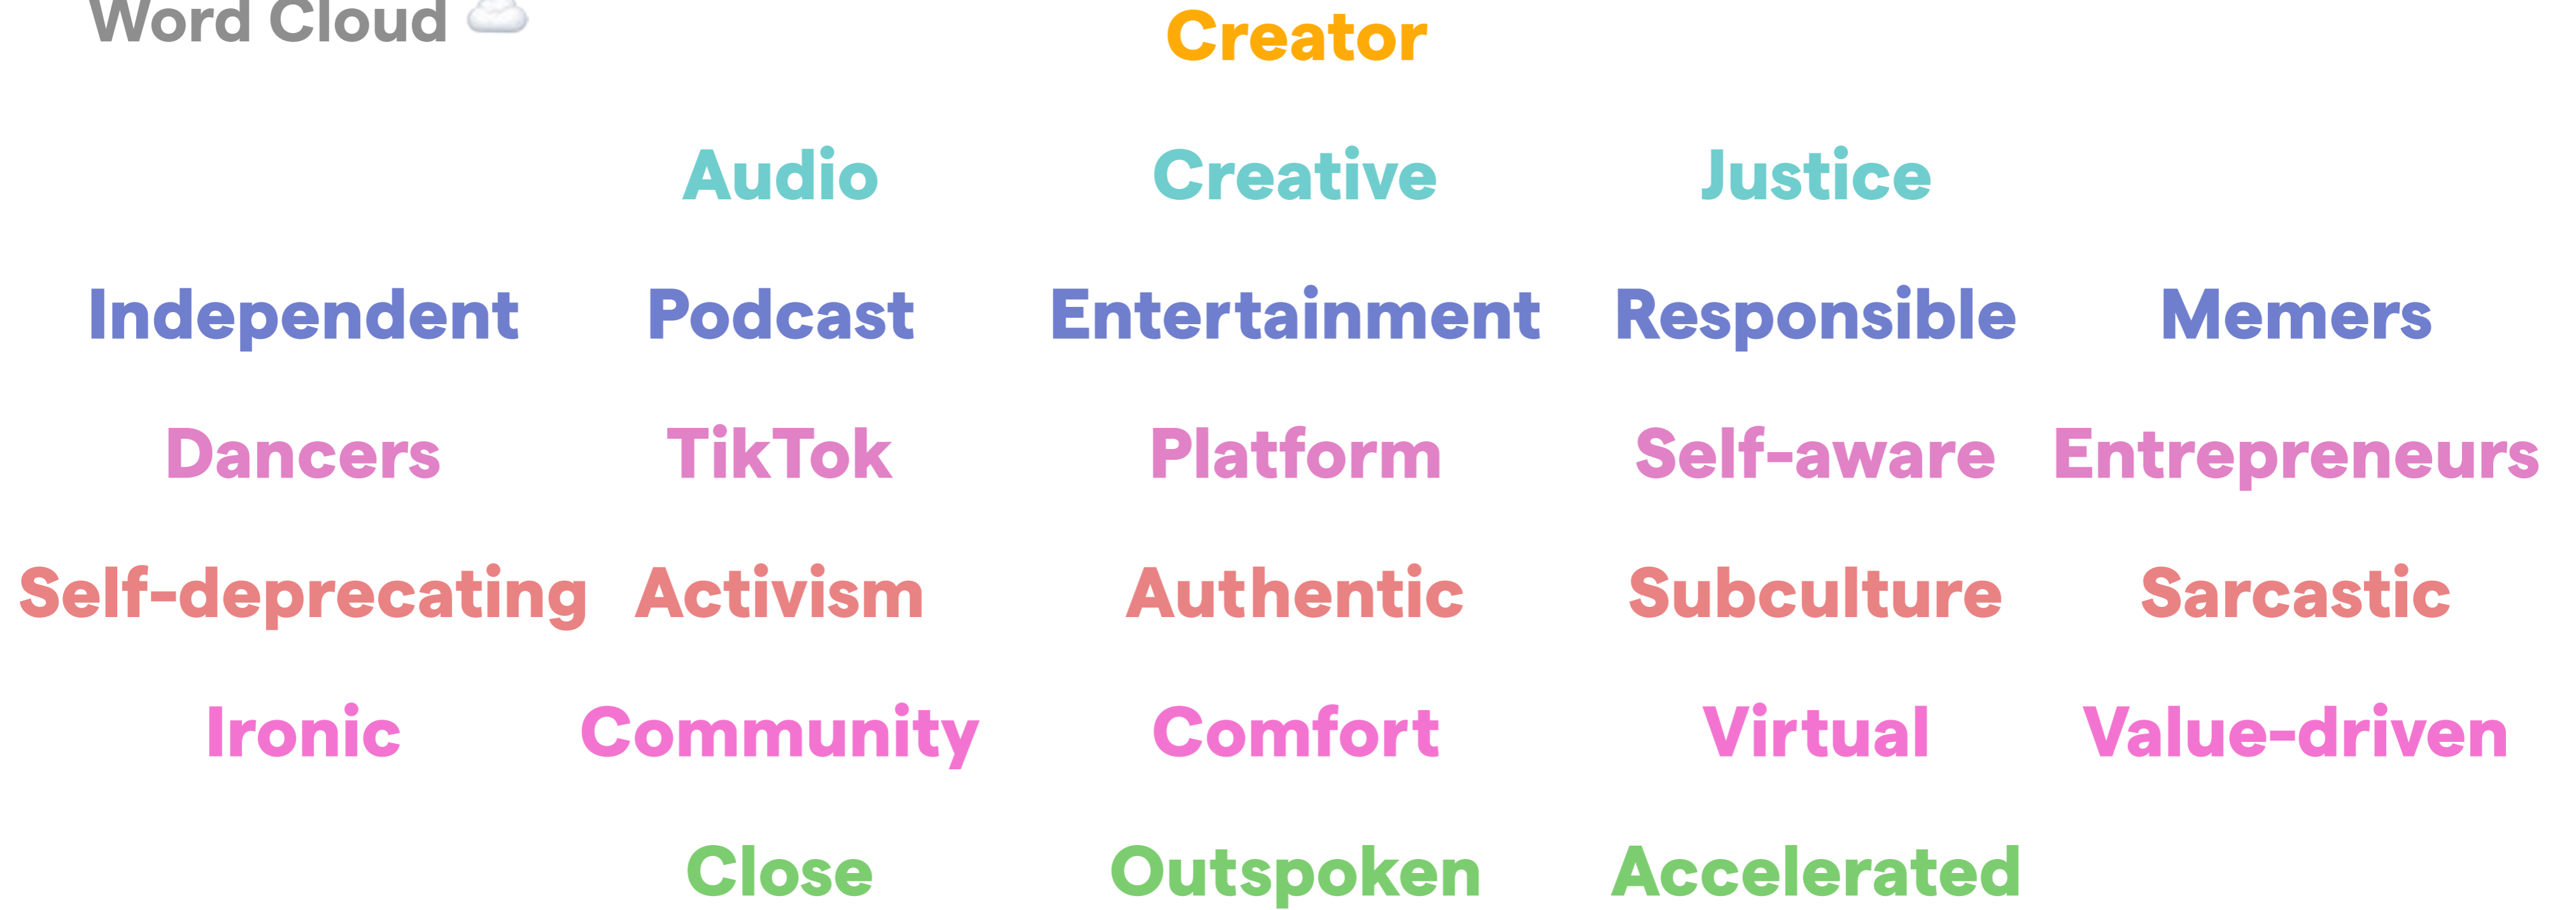 Word Cloud ☁️
Creator
Audio Creative Justice
Independent Podcast Entertainment Responsible Memers
Dancers TikTok Platform Self-aware Entrepreneurs
Self-deprecating Activism Authentic Subculture Sarcastic
Ironic Community Comfort Virtual Value-driven
Close Outspoken Accelerated